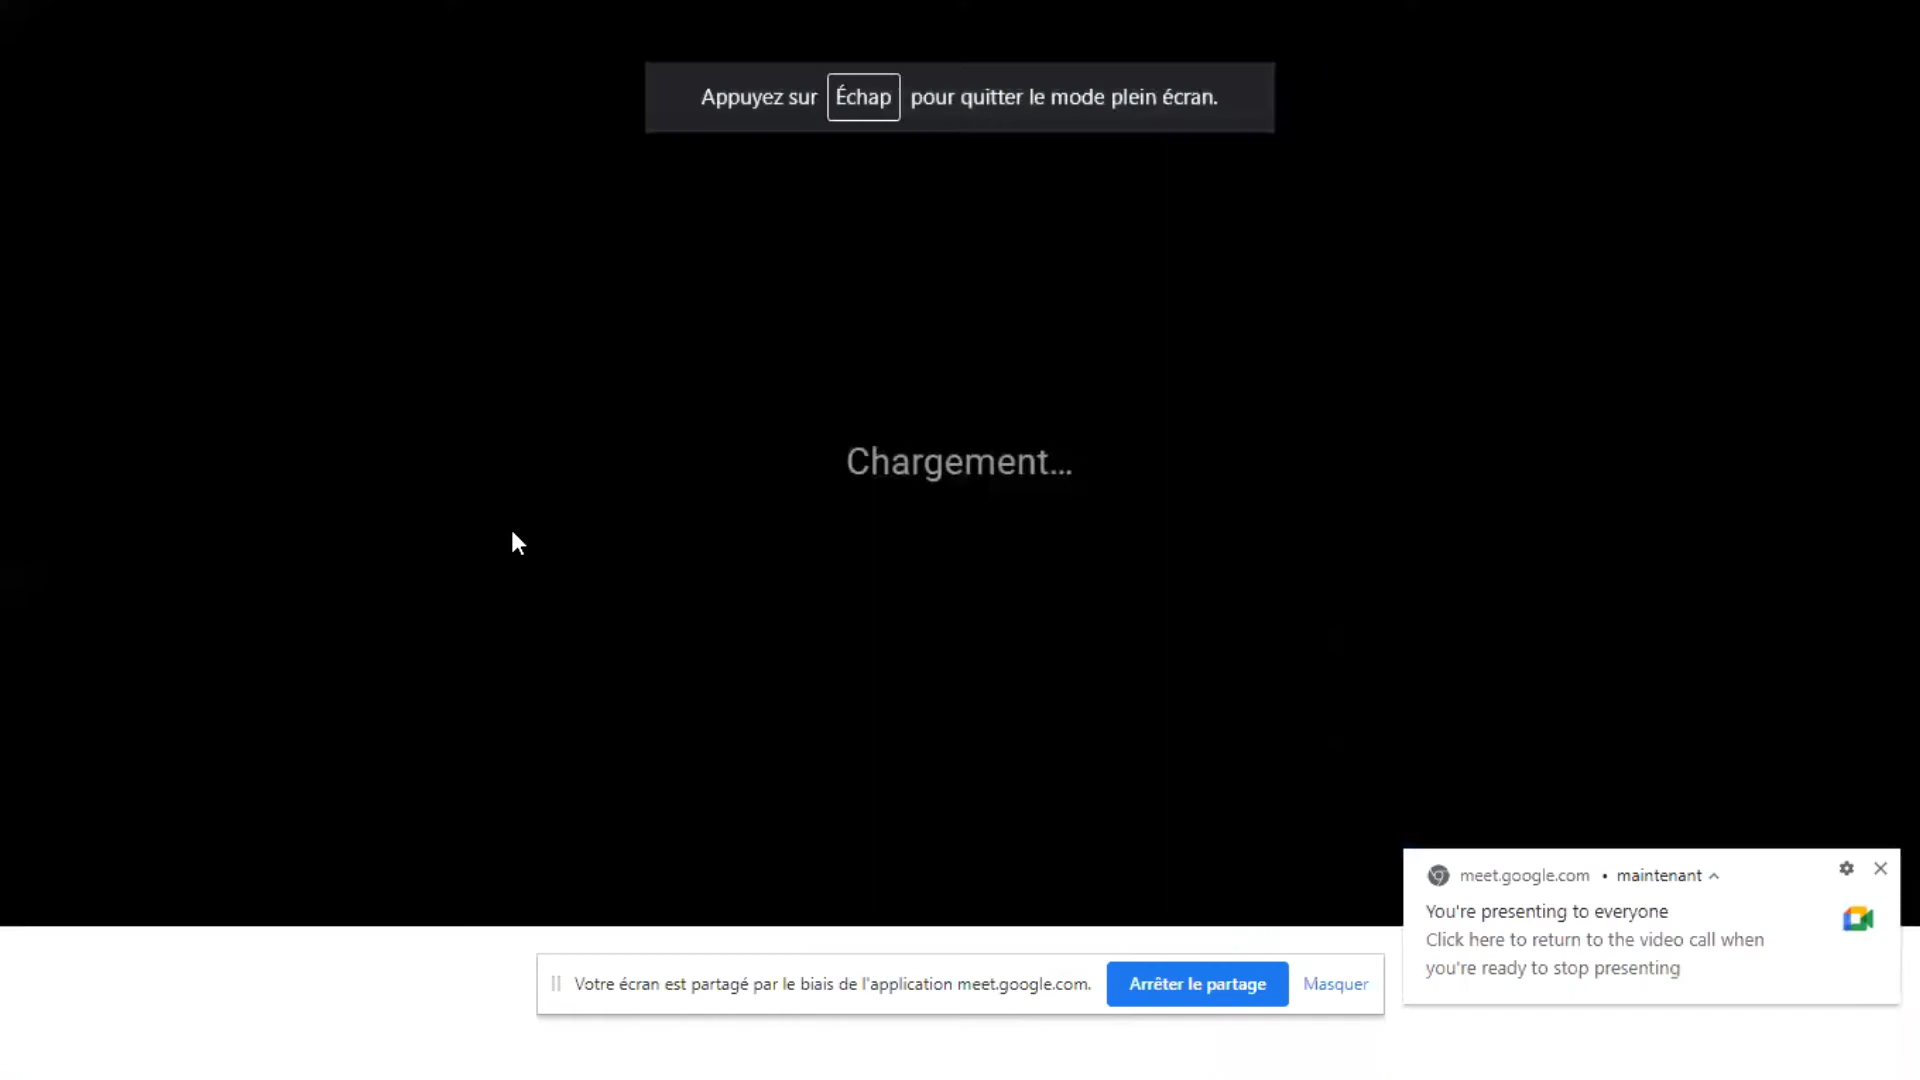 Appuyez sur Échap pour quitter le mode plein écran.
Chargement...
meet.google.com • maintenant
You're presenting to everyone
Click here to return to the video call when
you're ready to stop presenting
Votre écran est partagé par le biais de l'application meet.google.com. Arrêter le partage Masquer